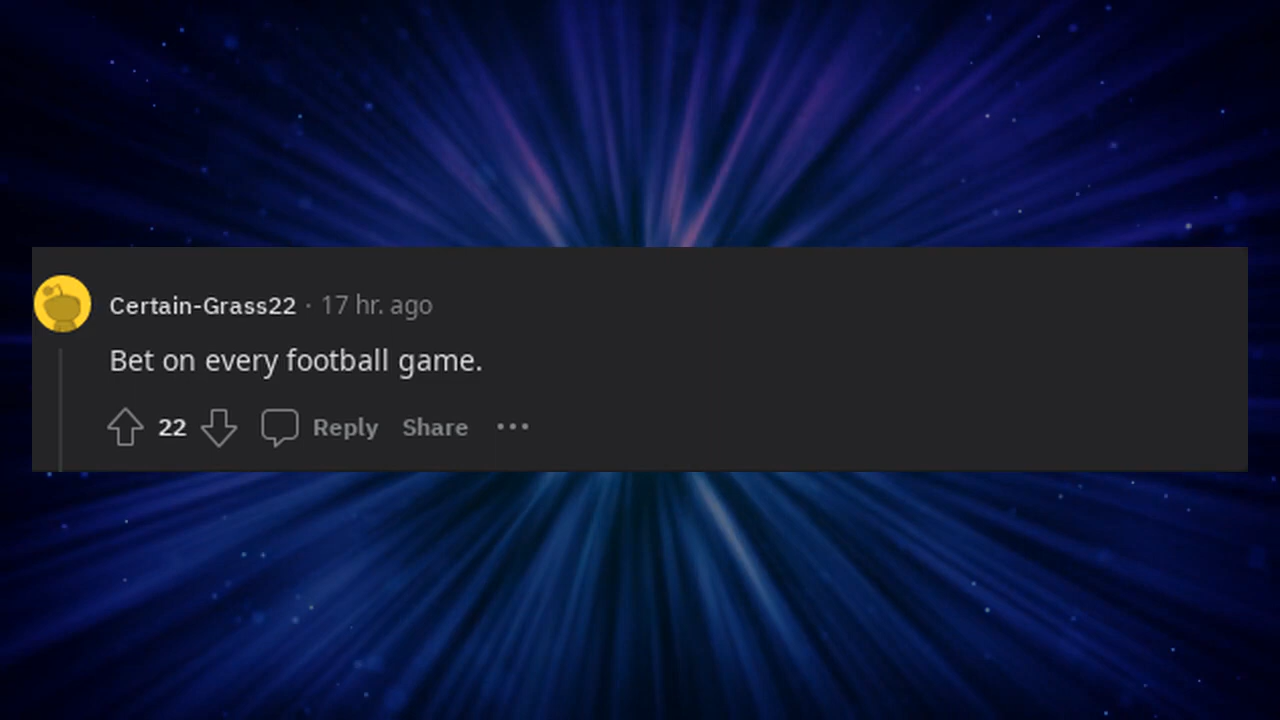 Certain-Grass22 · 17 hr. ago
Bet on every football game.
22 Reply Share ···